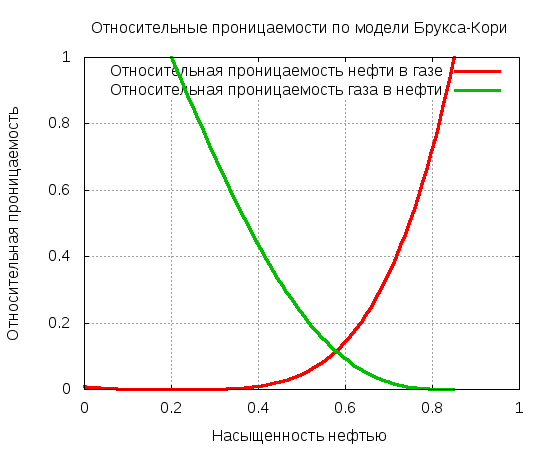 Относительные проницаемости по модели Брукса-Кори
Относительная проницаемость нефти в газе
Относительная проницаемость газа в нефти
Относительная проницаемость
1
0.8
0.6
0.4
0.2
0
0 0.2 0.4 0.6 0.8 1
Насыщенность нефтью